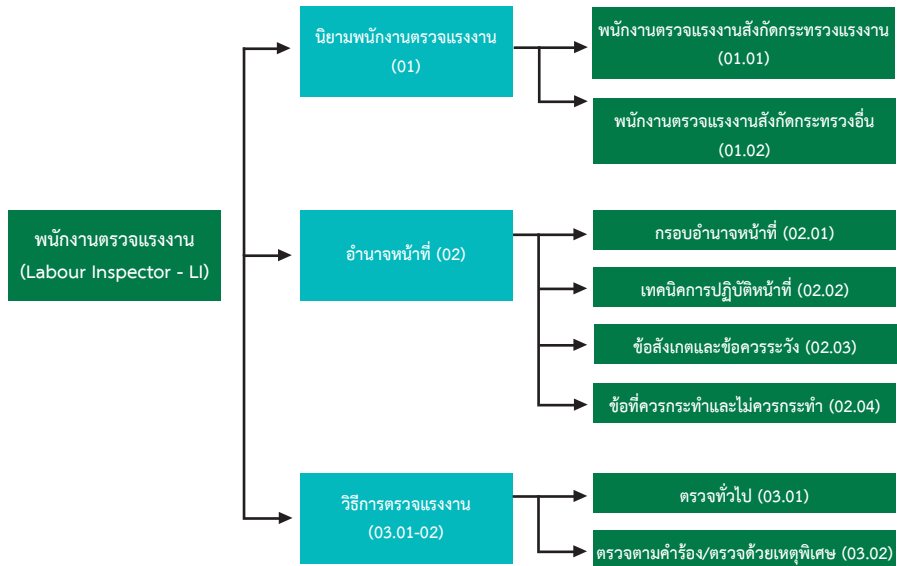 พนักงานตรวจแรงงาน
(Labour Inspector - LI)
นิยามพนักงานตรวจแรงงาน
(01)
พนักงานตรวจแรงงานสังกัดกระทรวงแรงงาน
(01.01)
พนักงานตรวจแรงงานสังกัดกระทรวงอื่น
(01.02)
อำนาจหน้าที่ (02)
กรอบอำนาจหน้าที่ (02.01)
เทคนิคการปฏิบัติหน้าที่ (02.02)
ข้อสังเกตและข้อควรระวัง (02.03)
ข้อที่ควรกระทำและไม่ควรกระทำ (02.04)
วิธีการตรวจแรงงาน
(03.01-02)
ตรวจทั่วไป (03.01)
ตรวจตามคำร้อง/ตรวจด้วยเหตุพิเศษ (03.02)